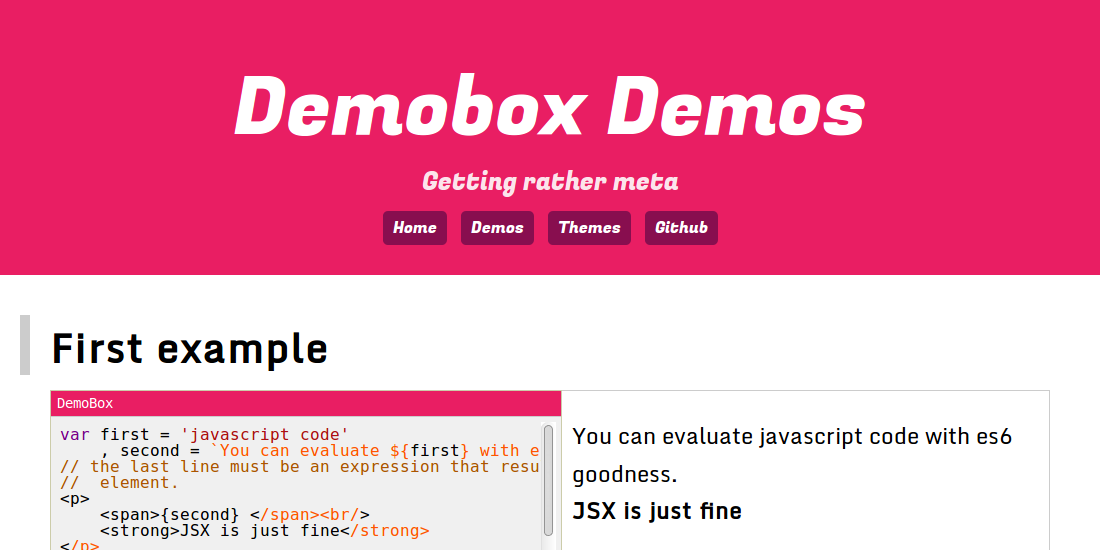 Demobox Demos
Getting rather meta
Home Demos Themes Github
First example
DemoBox
var first = 'javascript code'
    , second = `You can evaluate ${first} with e
// the last line must be an expression that resu
//  element.
<p>
    <span>{second} </span><br/>
    <strong>JSX is just fine</strong>
</p>
You can evaluate javascript code with es6
goodness.
JSX is just fine